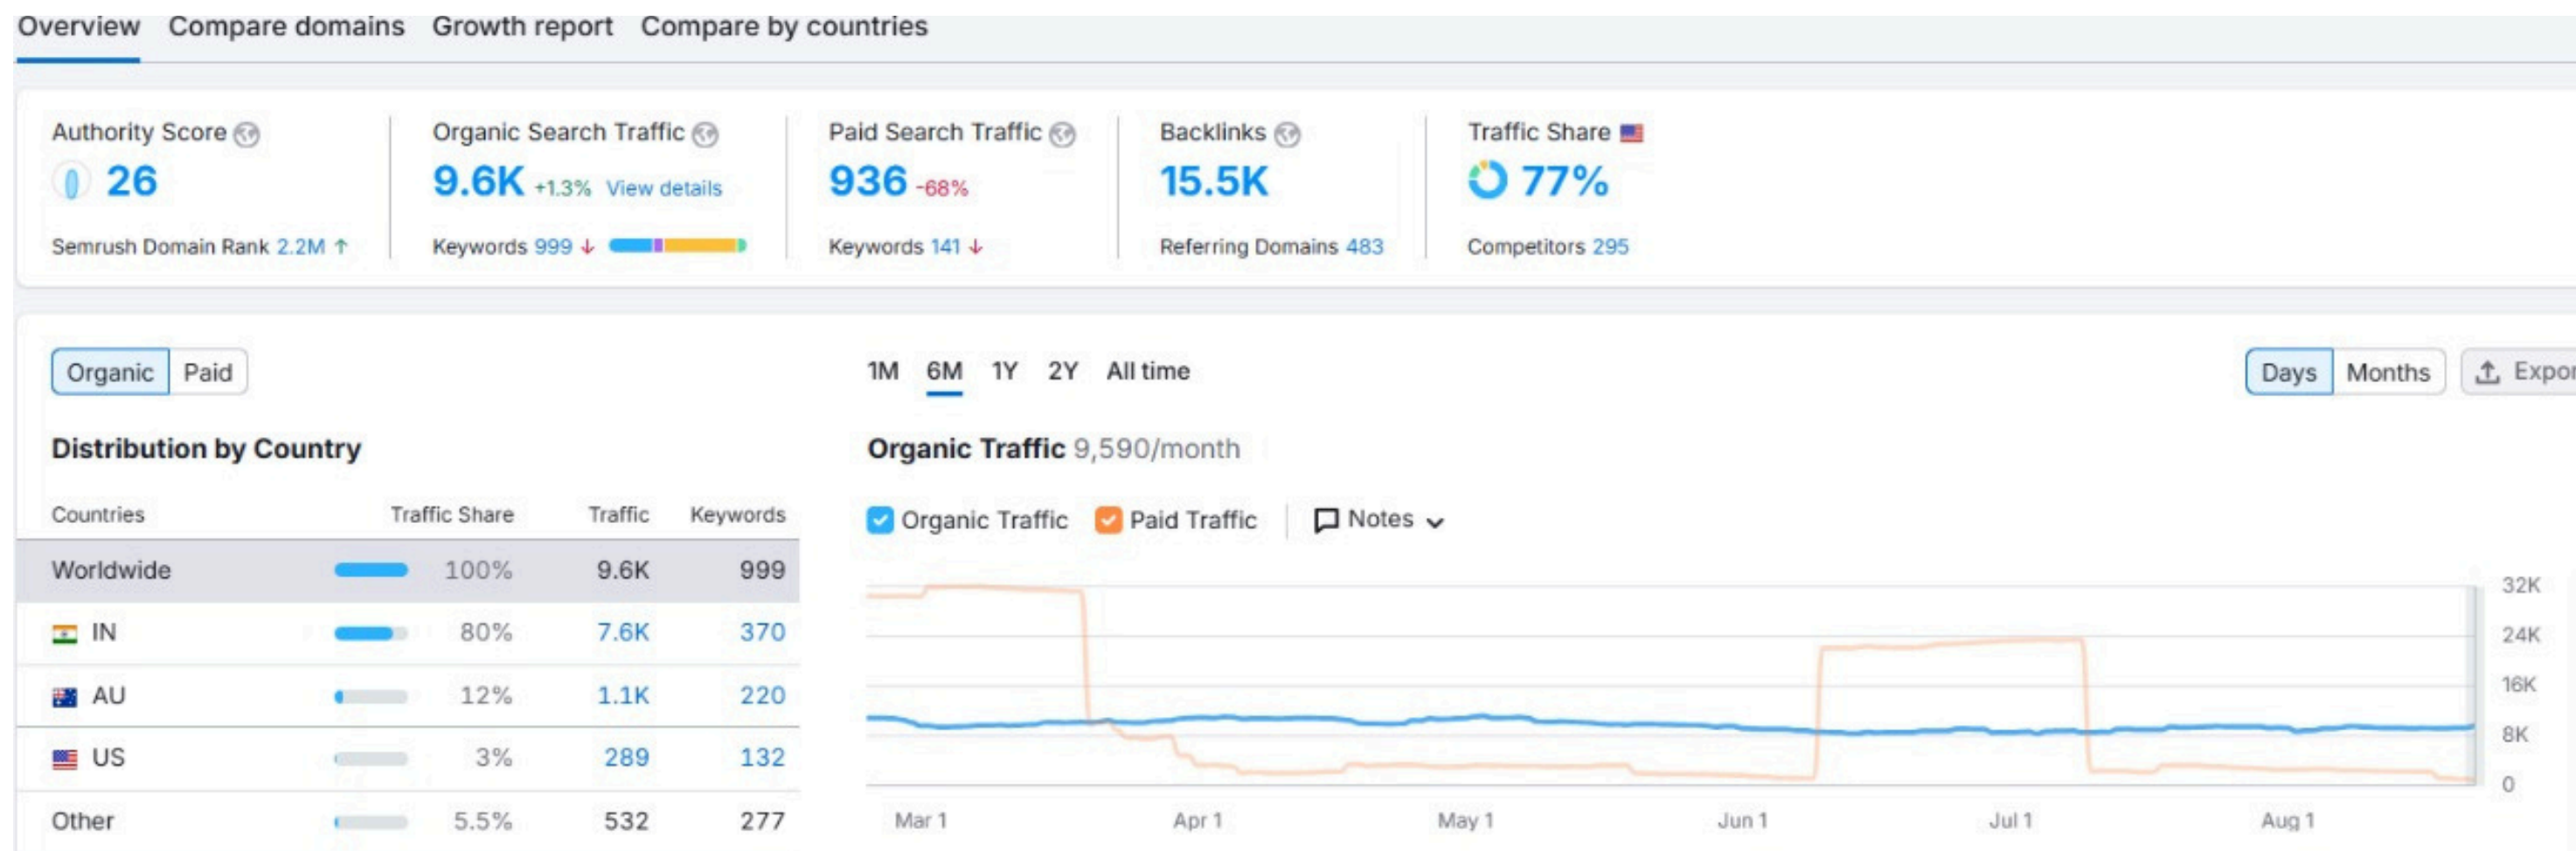 Overview Compare domains Growth report Compare by countries
Authority Score Organic Search Traffic Paid Search Traffic Backlinks Traffic Share
26 9.6K +1.3% View details 936 -68% 15.5K 77%
Semrush Domain Rank 2.2M ↑ Keywords 999 ↓ Keywords 141 ↓ Referring Domains 483 Competitors 295
Organic Paid 1M 6M 1Y 2Y All time Days Months Expor
Distribution by Country Organic Traffic 9,590/month
Countries Traffic Share Traffic Keywords
Organic Traffic Paid Traffic Notes
Worldwide 100% 9.6K 999
IN 80% 7.6K 370
AU 12% 1.1K 220
US 3% 289 132
Other 5.5% 532 277
32K
24K
16K
8K
0
Mar 1 Apr 1 May 1 Jun 1 Jul 1 Aug 1